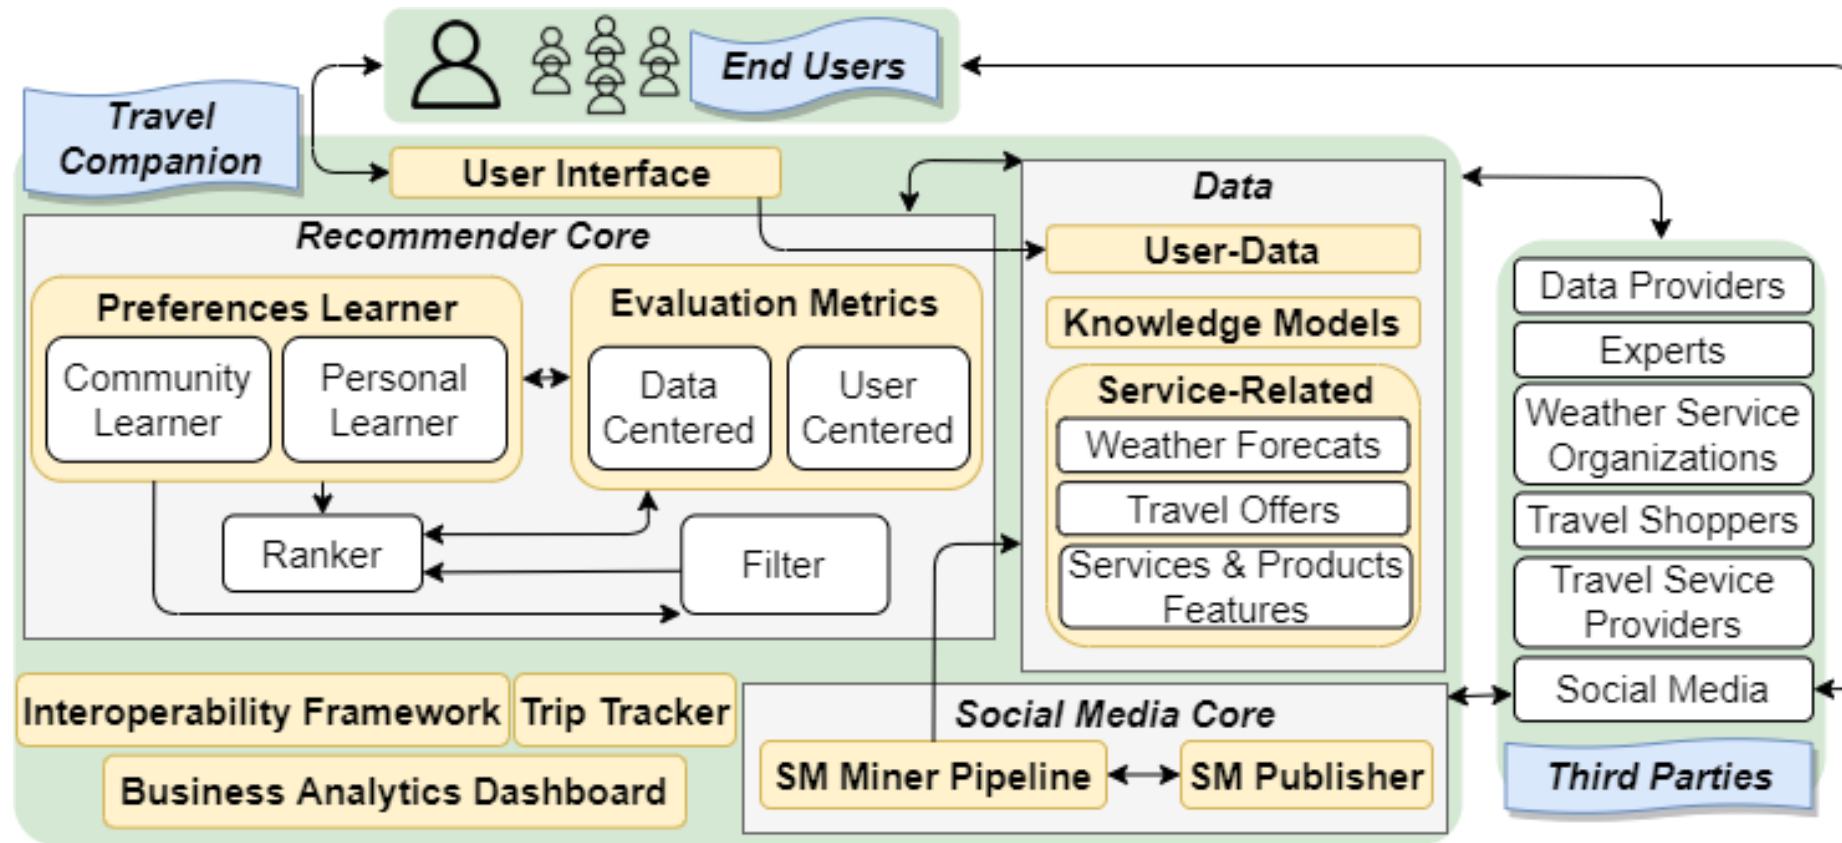 End Users
Travel
Companion
User Interface
Recommender Core
Preferences Learner
Community
Learner
Personal
Learner
Evaluation Metrics
Data
Centered
User
Centered
Ranker
Filter
Data
User-Data
Knowledge Models
Service-Related
Weather Forecats
Travel Offers
Services & Products
Features
Interoperability Framework
Trip Tracker
Business Analytics Dashboard
Social Media Core
SM Miner Pipeline
SM Publisher
Data Providers
Experts
Weather Service
Organizations
Travel Shoppers
Travel Sevice
Providers
Social Media
Third Parties